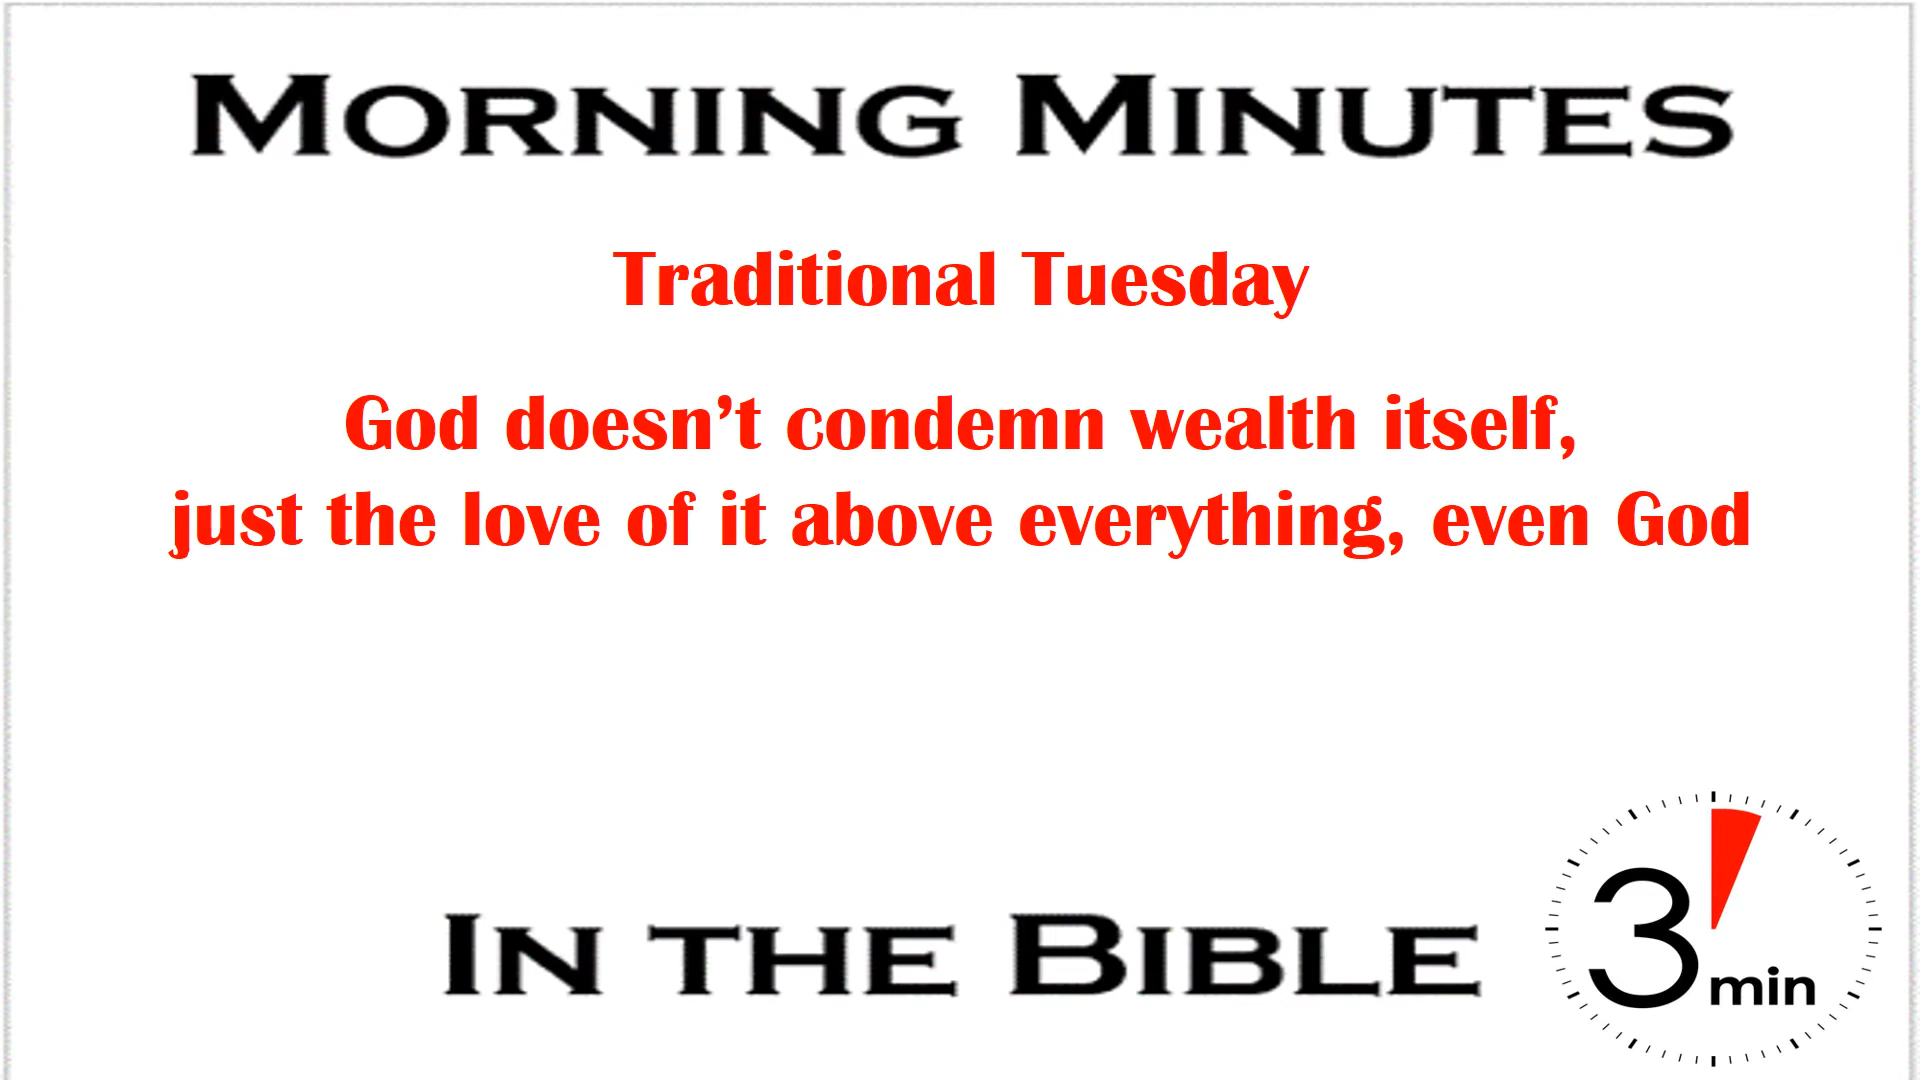 MORNING MINUTES
Traditional Tuesday
God doesn’t condemn wealth itself,
just the love of it above everything, even God
IN THE BIBLE
3 min